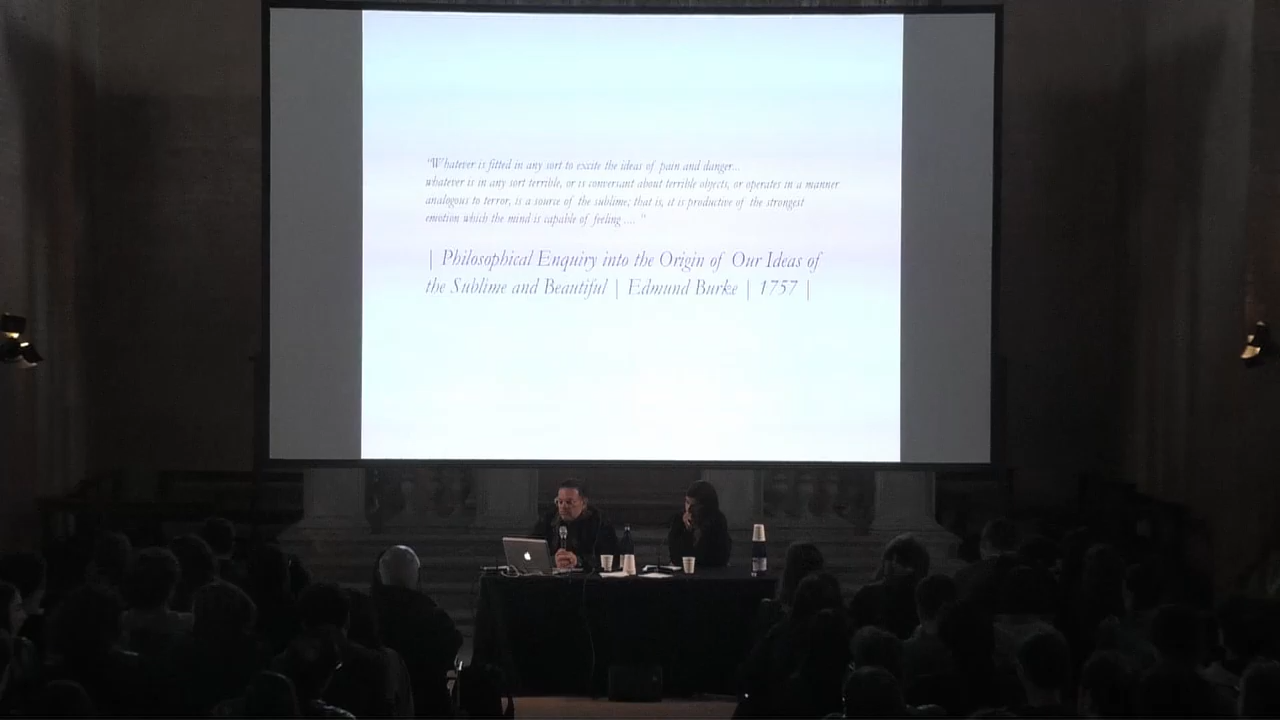 "Whatever is fitted in any sort to excite the ideas of pain and danger...
whatever is in any sort terrible, or is conversant about terrible objects, or operates in a manner
analogous to terror, is a source of the sublime; that is, it is productive of the strongest
emotion which the mind is capable of feeling .... "
| Philosophical Enquiry into the Origin of Our Ideas of
the Sublime and Beautiful | Edmund Burke | 1757 |